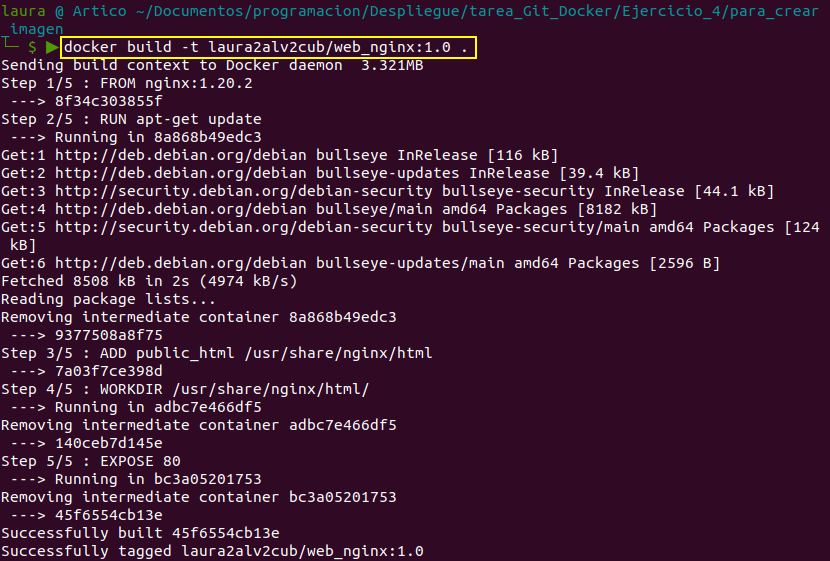 laura @ Artico ~/Documentos/programacion/Despliegue/tarea_Git_Docker/Ejercicio_4/para_crear
_imagen
└─ $ ▶docker build -t laura2alv2cub/web_nginx:1.0 .
Sending build context to Docker daemon  3.321MB
Step 1/5 : FROM nginx:1.20.2
 ---> 8f34c303855f
Step 2/5 : RUN apt-get update
 ---> Running in 8a868b49edc3
Get:1 http://deb.debian.org/debian bullseye InRelease [116 kB]
Get:2 http://deb.debian.org/debian bullseye-updates InRelease [39.4 kB]
Get:3 http://security.debian.org/debian-security bullseye-security InRelease [44.1 kB]
Get:4 http://deb.debian.org/debian bullseye/main amd64 Packages [8182 kB]
Get:5 http://security.debian.org/debian-security bullseye-security/main amd64 Packages [124
 kB]
Get:6 http://deb.debian.org/debian bullseye-updates/main amd64 Packages [2596 B]
Fetched 8508 kB in 2s (4974 kB/s)
Reading package lists...
Removing intermediate container 8a868b49edc3
 ---> 9377508a8f75
Step 3/5 : ADD public_html /usr/share/nginx/html
 ---> 7a03f7ce398d
Step 4/5 : WORKDIR /usr/share/nginx/html/
 ---> Running in adbc7e466df5
Removing intermediate container adbc7e466df5
 ---> 140ceb7d145e
Step 5/5 : EXPOSE 80
 ---> Running in bc3a05201753
Removing intermediate container bc3a05201753
 ---> 45f6554cb13e
Successfully built 45f6554cb13e
Successfully tagged laura2alv2cub/web_nginx:1.0